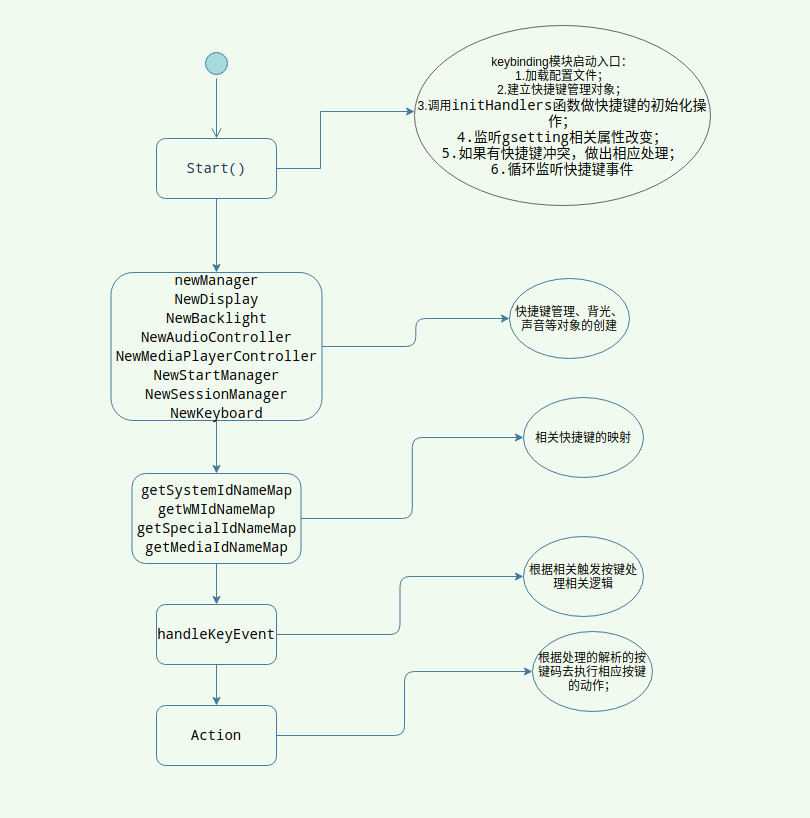 keybinding模块启动入口：
1.加载配置文件；
2.建立快捷键管理对象；
3.调用initHandlers函数做快捷键的初始化操
作；
4.监听gsetting相关属性改变；
5.如果有快捷键冲突，做出相应处理；
6.循环监听快捷键事件
Start()
newManager
NewDisplay
NewBacklight
NewAudioController
NewMediaPlayerController
NewStartManager
NewSessionManager
NewKeyboard
快捷键管理、背光、
声音等对象的创建
相关快捷键的映射
getSystemIdNameMap
getWMIdNameMap
getSpecialIdNameMap
getMediaIdNameMap
根据相关触发按键处
理相关逻辑
handleKeyEvent
根据处理的解析的按
键码去执行相应按键
的动作；
Action